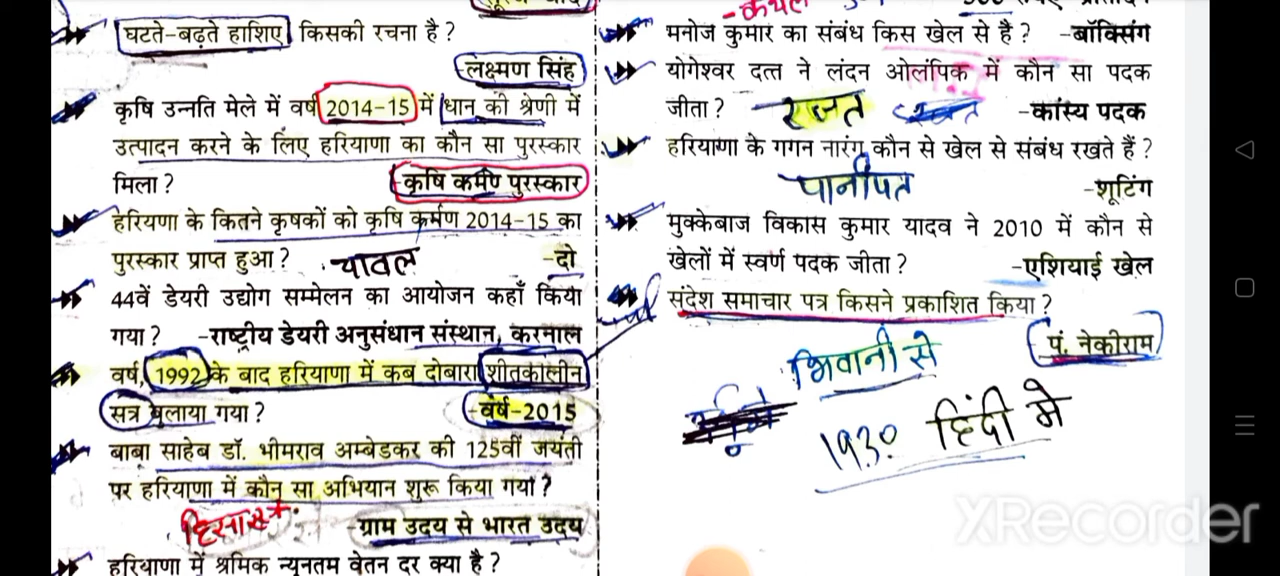 घटते-बढ़ते हाशिए किसकी रचना है ?
-लक्ष्मण सिंह
कृषि उन्नति मेले में वर्ष 2014-15 में धान की श्रेणी में
उत्पादन करने के लिए हरियाणा का कौन सा पुरस्कार
मिला ?
-कृषि कर्मण पुरस्कार
हरियणा के कितने कृषकों को कृषि कर्मण 2014-15 का
पुरस्कार प्राप्त हुआ ? चावल -दो
44वें डेयरी उद्योग सम्मेलन का आयोजन कहाँ किया
गया ? -राष्ट्रीय डेयरी अनुसंधान संस्थान, करनाल
वर्ष, 1992 के बाद हरियाणा में कब दोबारा शीतकालीन
सत्र बुलाया गया ? -वर्ष-2015
बाबा साहेब डॉ. भीमराव अम्बेडकर की 125वीं जयंती
पर हरियाणा में कौन सा अभियान शुरू किया गया ?
-ग्राम उदय से भारत उदय
हरियाणा में श्रमिक न्यूनतम वेतन दर क्या है ?
मनोज कुमार का संबंध किस खेल से है ? -बॉक्सिंग
योगेश्वर दत्त ने लंदन ओलंपिक में कौन सा पदक
जीता ? रजत -कांस्य पदक
हरियाणा के गगन नारंग कौन से खेल से संबंध रखते हैं ?
पानीपत -शूटिंग
मुक्केबाज विकास कुमार यादव ने 2010 में कौन से
खेलों में स्वर्ण पदक जीता ? -एशियाई खेल
संदेश समाचार पत्र किसने प्रकाशित किया ?
-पं. नेकीराम
भिवानी से
1930 हिंदी मे
XRecorder